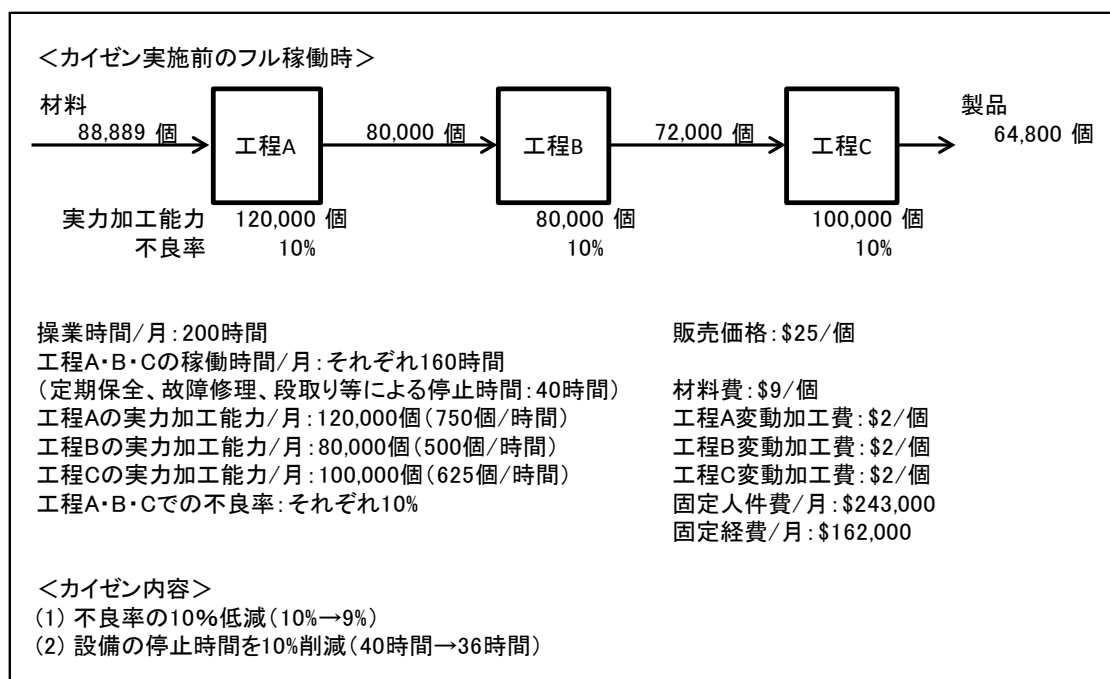 ＜カイゼン実施前のフル稼働時＞
材料 製品
88,889 個 工程A 80,000 個 工程B 72,000 個 工程C 64,800 個
実力加工能力 120,000 個 80,000 個 100,000 個
不良率 10% 10% 10%
操業時間/月：200時間 販売価格：$25/個
工程A・B・Cの稼働時間/月：それぞれ160時間
（定期保全、故障修理、段取り等による停止時間：40時間） 材料費：$9/個
工程Aの実力加工能力/月：120,000個（750個/時間） 工程A変動加工費：$2/個
工程Bの実力加工能力/月：80,000個（500個/時間） 工程B変動加工費：$2/個
工程Cの実力加工能力/月：100,000個（625個/時間） 工程C変動加工費：$2/個
工程A・B・Cでの不良率：それぞれ10% 固定人件費/月：$243,000
固定経費/月：$162,000
＜カイゼン内容＞
(1) 不良率の10％低減（10%→9%）
(2) 設備の停止時間を10%削減（40時間→36時間）